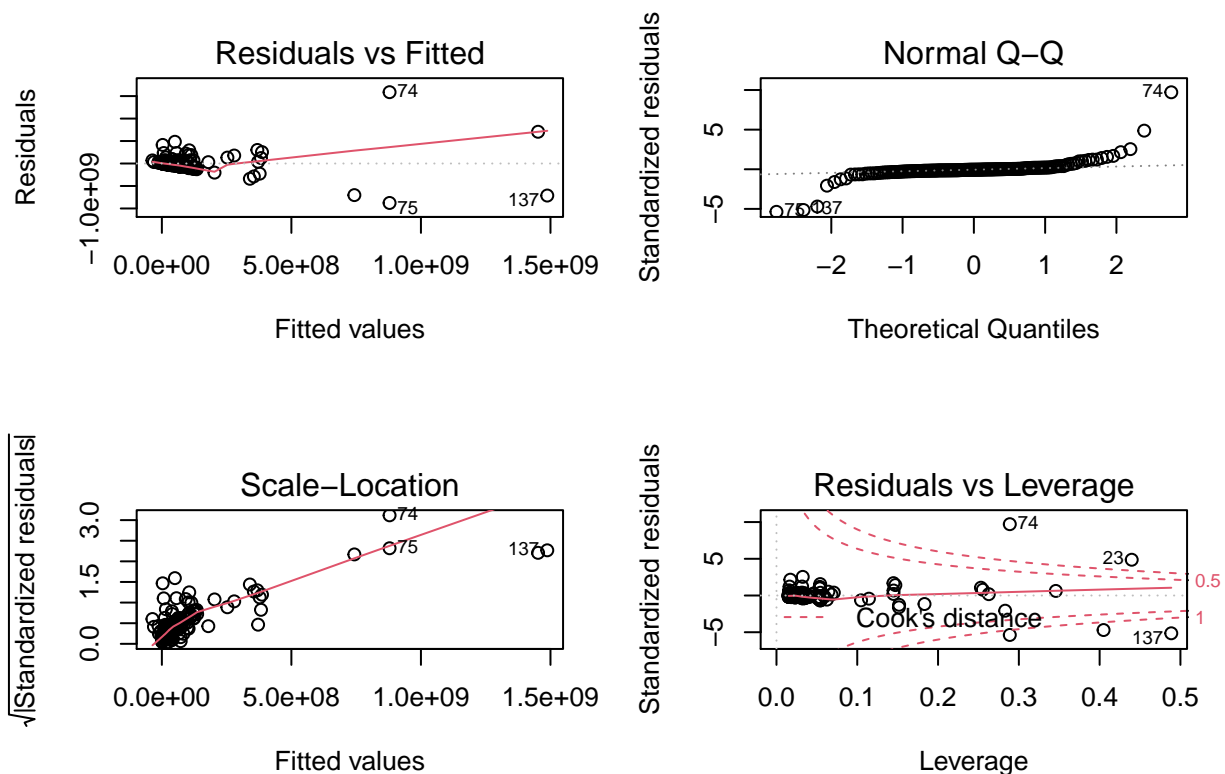 Residuals vs Fitted
Residuals
−1.0e+09
74
75
137
0.0e+00 5.0e+08 1.0e+09 1.5e+09
Fitted values
Normal Q−Q
Standardized residuals
−5 5
74
75 137
−2 −1 0 1 2
Theoretical Quantiles
Scale−Location
√|Standardized residuals|
0.0 1.5 3.0
74
75
137
0.0e+00 5.0e+08 1.0e+09 1.5e+09
Fitted values
Residuals vs Leverage
Standardized residuals
−5 5
74
23
137
Cook's distance
0.5
1
0.0 0.1 0.2 0.3 0.4 0.5
Leverage